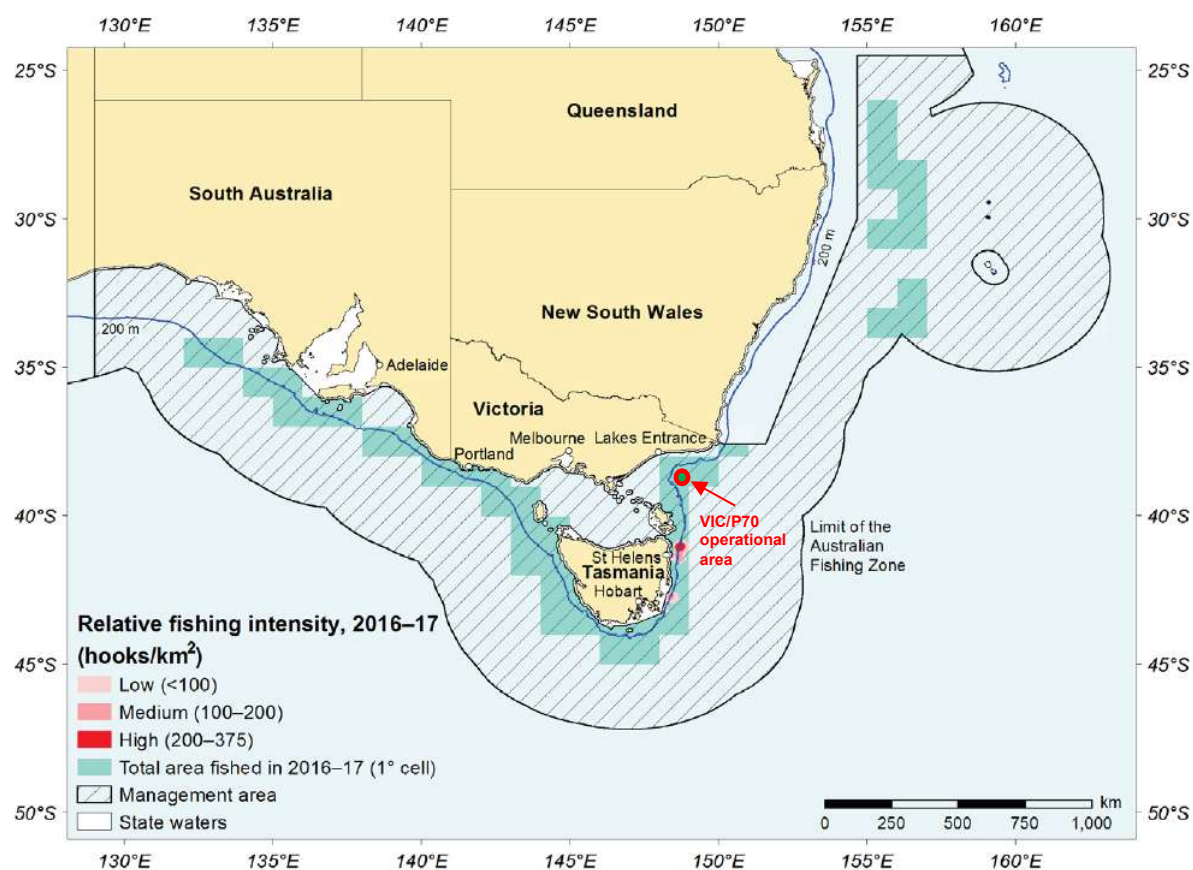 130°E 135°E 140°E 145°E 150°E 155°E 160°E
25°S 25°S
Queensland
South Australia
30°S 30°S
200 m
New South Wales
200 m
35°S 35°S
Adelaide
Victoria
Melbourne Lakes Entrance
Portland
40°S 40°S
VIC/P70
operational
area
Limit of the
Australian
Fishing Zone
St Helens
Tasmania
Hobart
Relative fishing intensity, 2016–17
(hooks/km²)
45°S 45°S
Low (<100)
Medium (100–200)
High (200–375)
Total area fished in 2016–17 (1° cell)
Management area
State waters
50°S 50°S
km
0 250 500 750 1,000
130°E 135°E 140°E 145°E 150°E 155°E 160°E